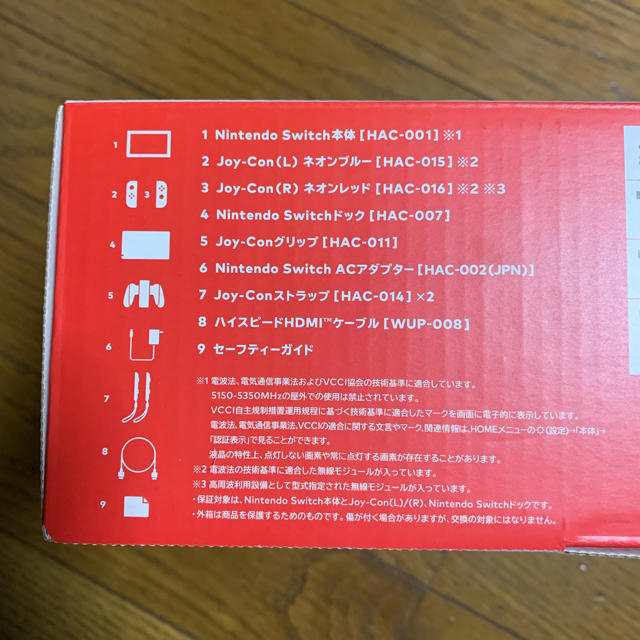 1 Nintendo Switch本体 [HAC-001] ※1
2 Joy-Con(L) ネオンブルー [HAC-015] ※2
3 Joy-Con(R) ネオンレッド [HAC-016] ※2 ※3
4 Nintendo Switchドック [HAC-007]
5 Joy-Conグリップ [HAC-011]
6 Nintendo Switch ACアダプター [HAC-002(JPN)]
7 Joy-Conストラップ [HAC-014] ×2
8 ハイスピードHDMI™ケーブル [WUP-008]
9 セーフティーガイド
※1 電波法、電気通信事業法およびVCCI協会の技術基準に適合しています。
5150-5350MHzの屋外での使用は禁止されています。
VCCI自主規制措置運用規程に基づく技術基準に適合したマークを画面に電子的に表示しています。
電波法、電気通信事業法、VCCIの適合に関する文言やマーク、関連情報は、HOMEメニューの(設定)→「本体」→
「認証表示」で見ることができます。
液晶の特性上、点灯しない画素や常に点灯する画素が存在することがあります。
※2 電波法の技術基準に適合した無線モジュールが入っています。
※3 高周波利用設備として型式指定された無線モジュールが入っています。
・保証対象は、Nintendo Switch本体とJoy-Con(L)/(R)、Nintendo Switchドックです。
・外箱は商品を保護するためのものです。傷が付く場合がありますが、交換の対象にはなりません。
1
2 3
4
5
6
7
8
9